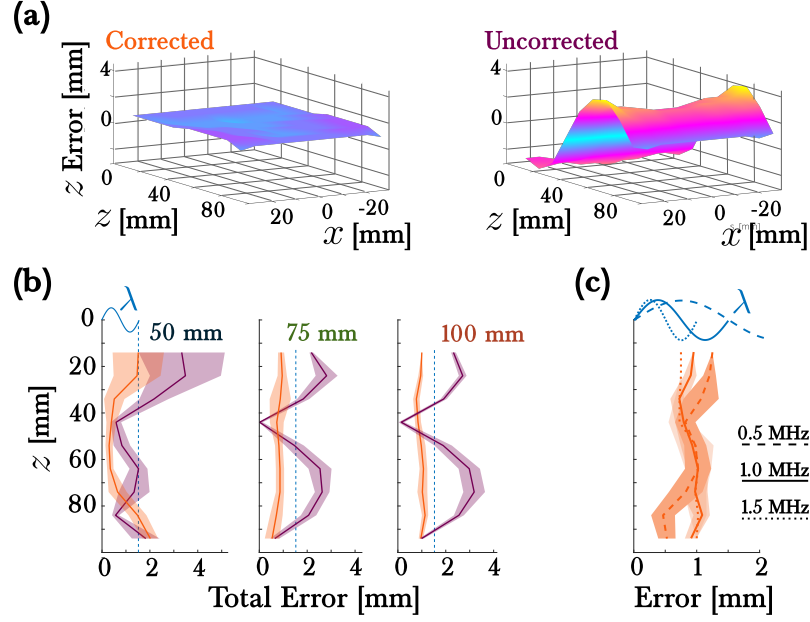 (a)
Corrected
Uncorrected
z Error [mm]
4
0
0
40
80
z [mm]
20
0
-20
x [mm]
4
0
0
40
80
z [mm]
20
0
-20
x [mm]
(b)
λ
50 mm
75 mm
100 mm
z [mm]
0
20
40
60
80
0
2
4
0
2
0
2
4
Total Error [mm]
(c)
λ
0.5 MHz
1.0 MHz
1.5 MHz
0
1
2
Error [mm]